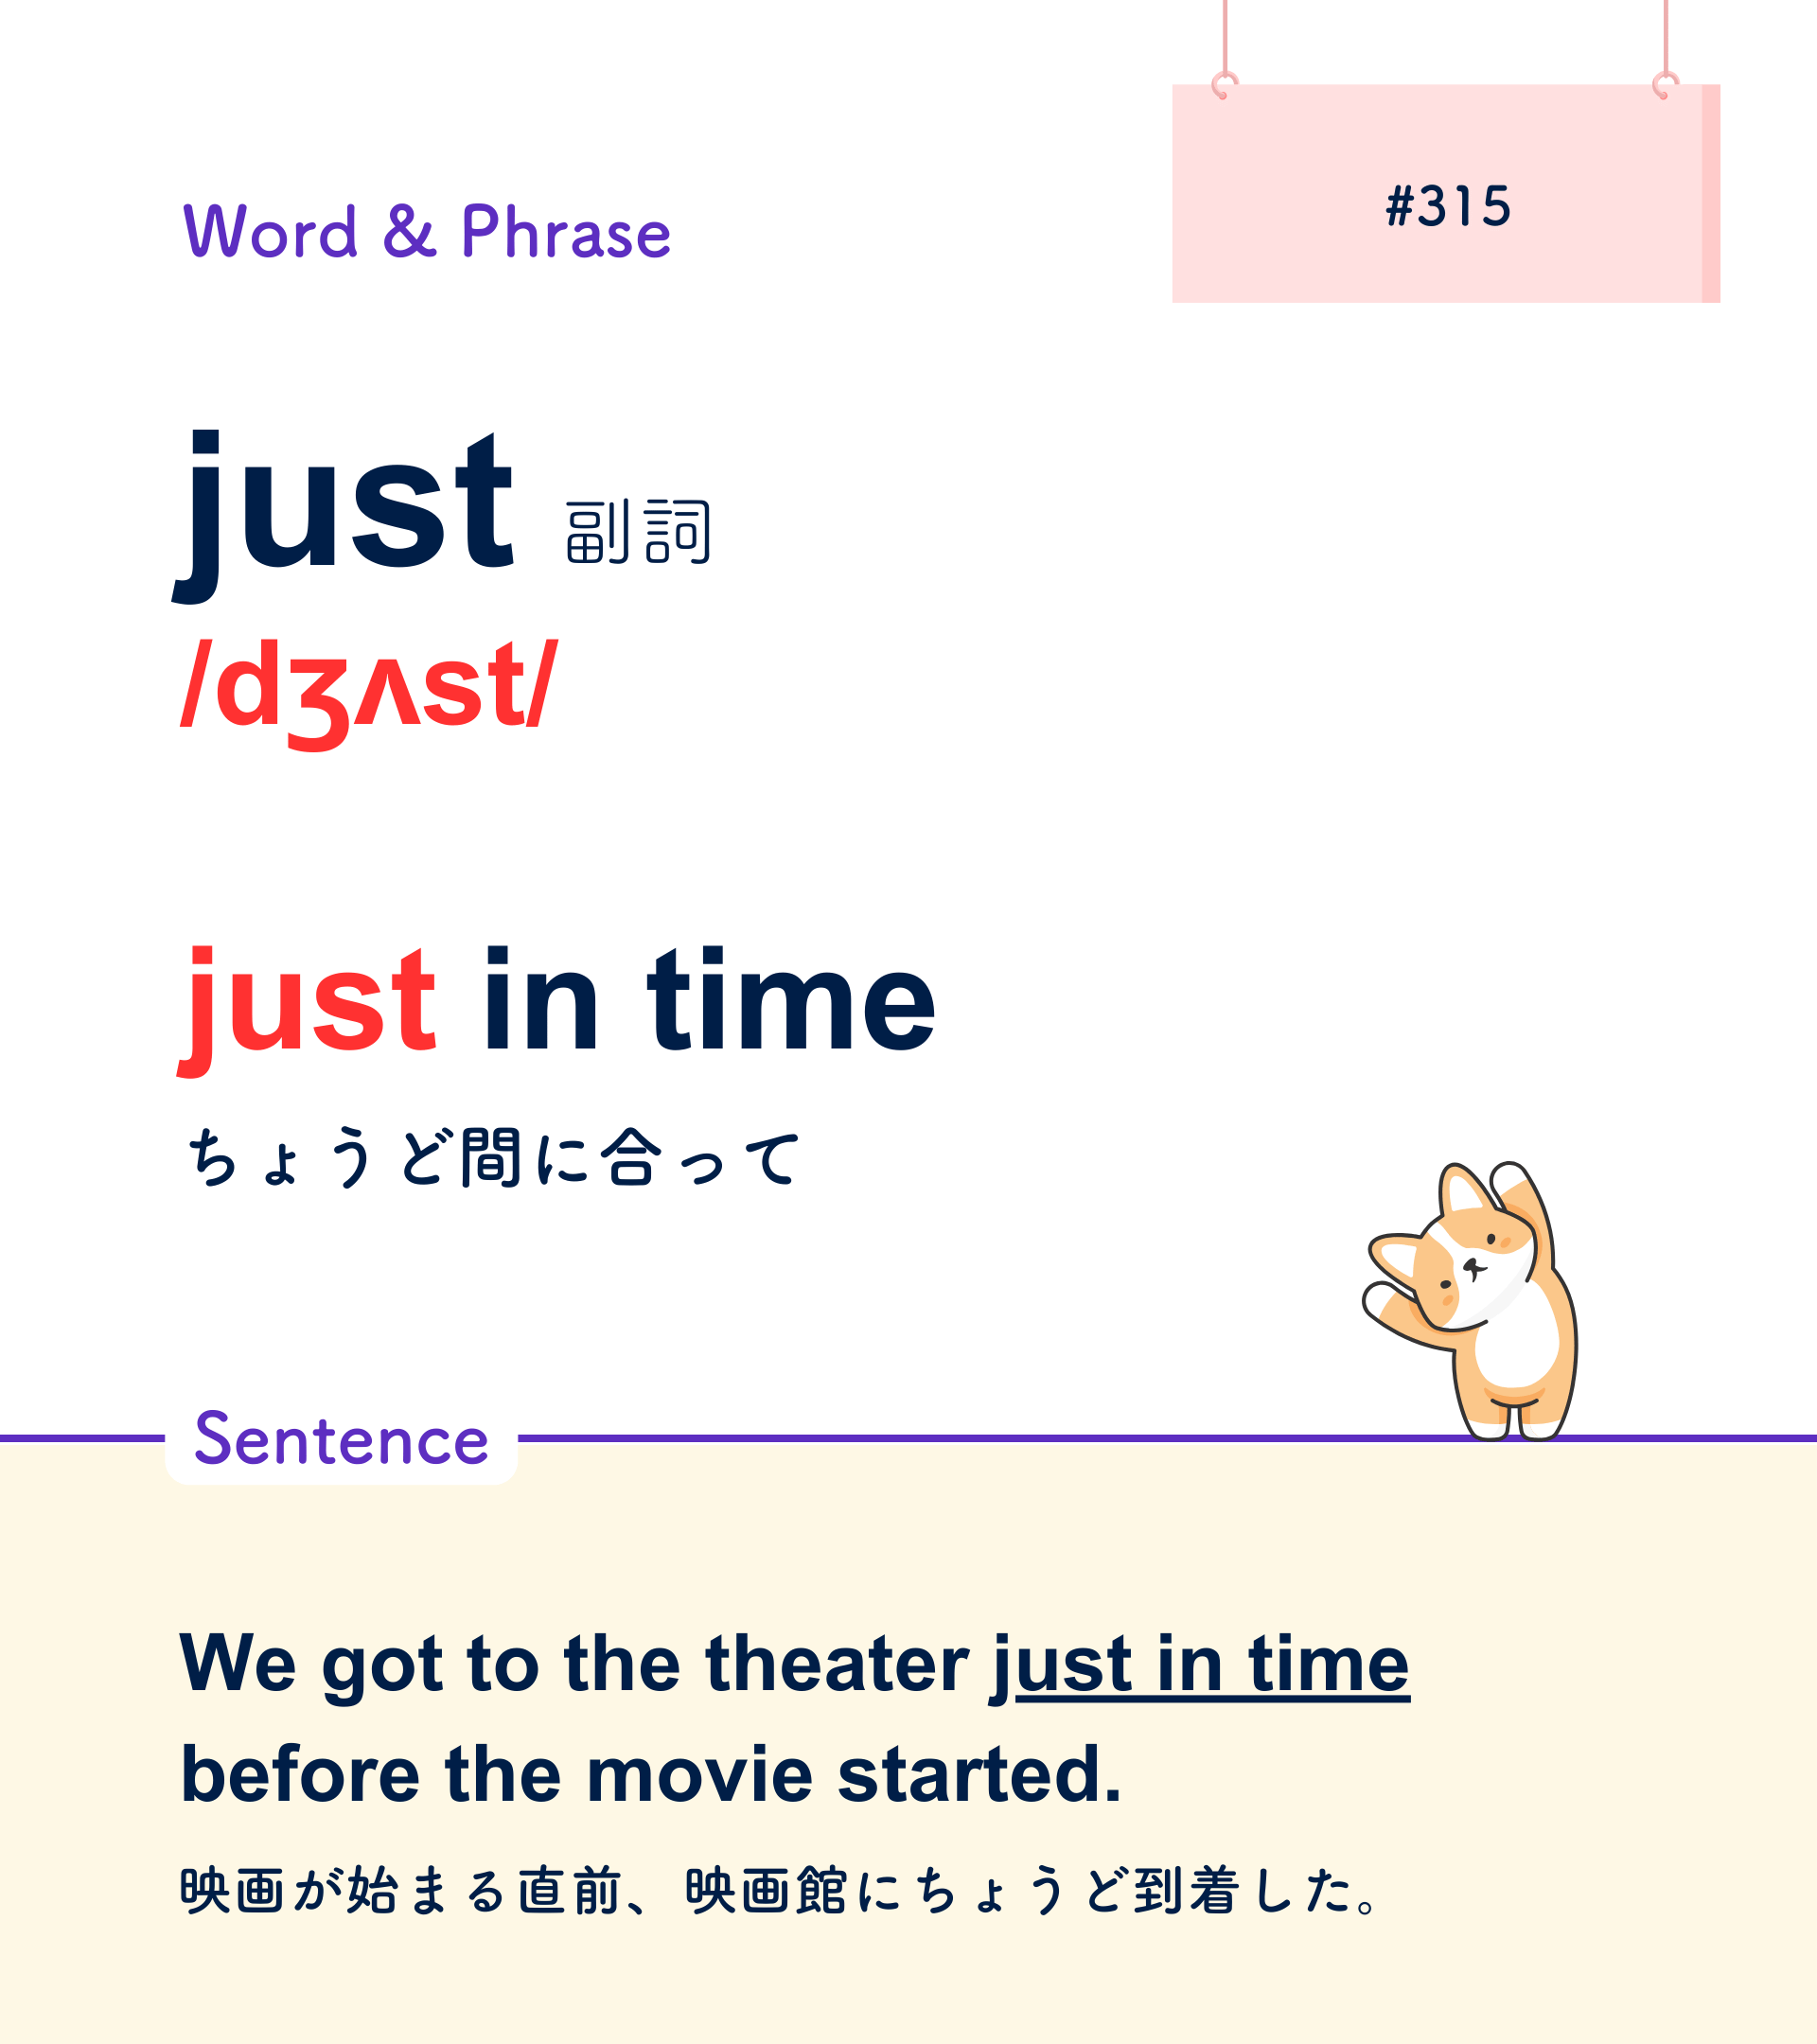 #315
Word & Phrase
just 副詞
/dʒʌst/
just in time
ちょうど間に合って
Sentence
We got to the theater just in time
before the movie started.
映画が始まる直前、映画館にちょうど到着した。